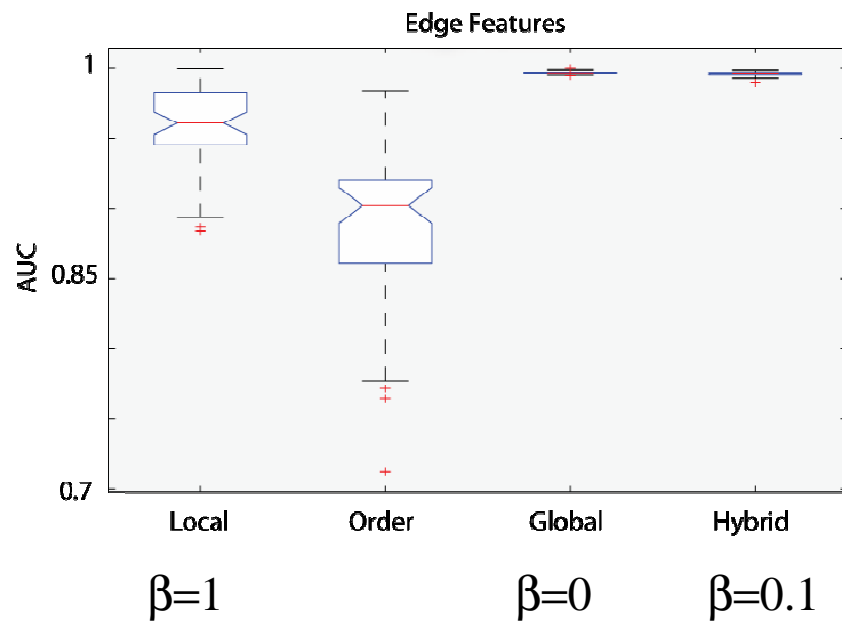 Edge Features
1
0.85
0.7
AUC
Local Order Global Hybrid
β=1 β=0 β=0.1